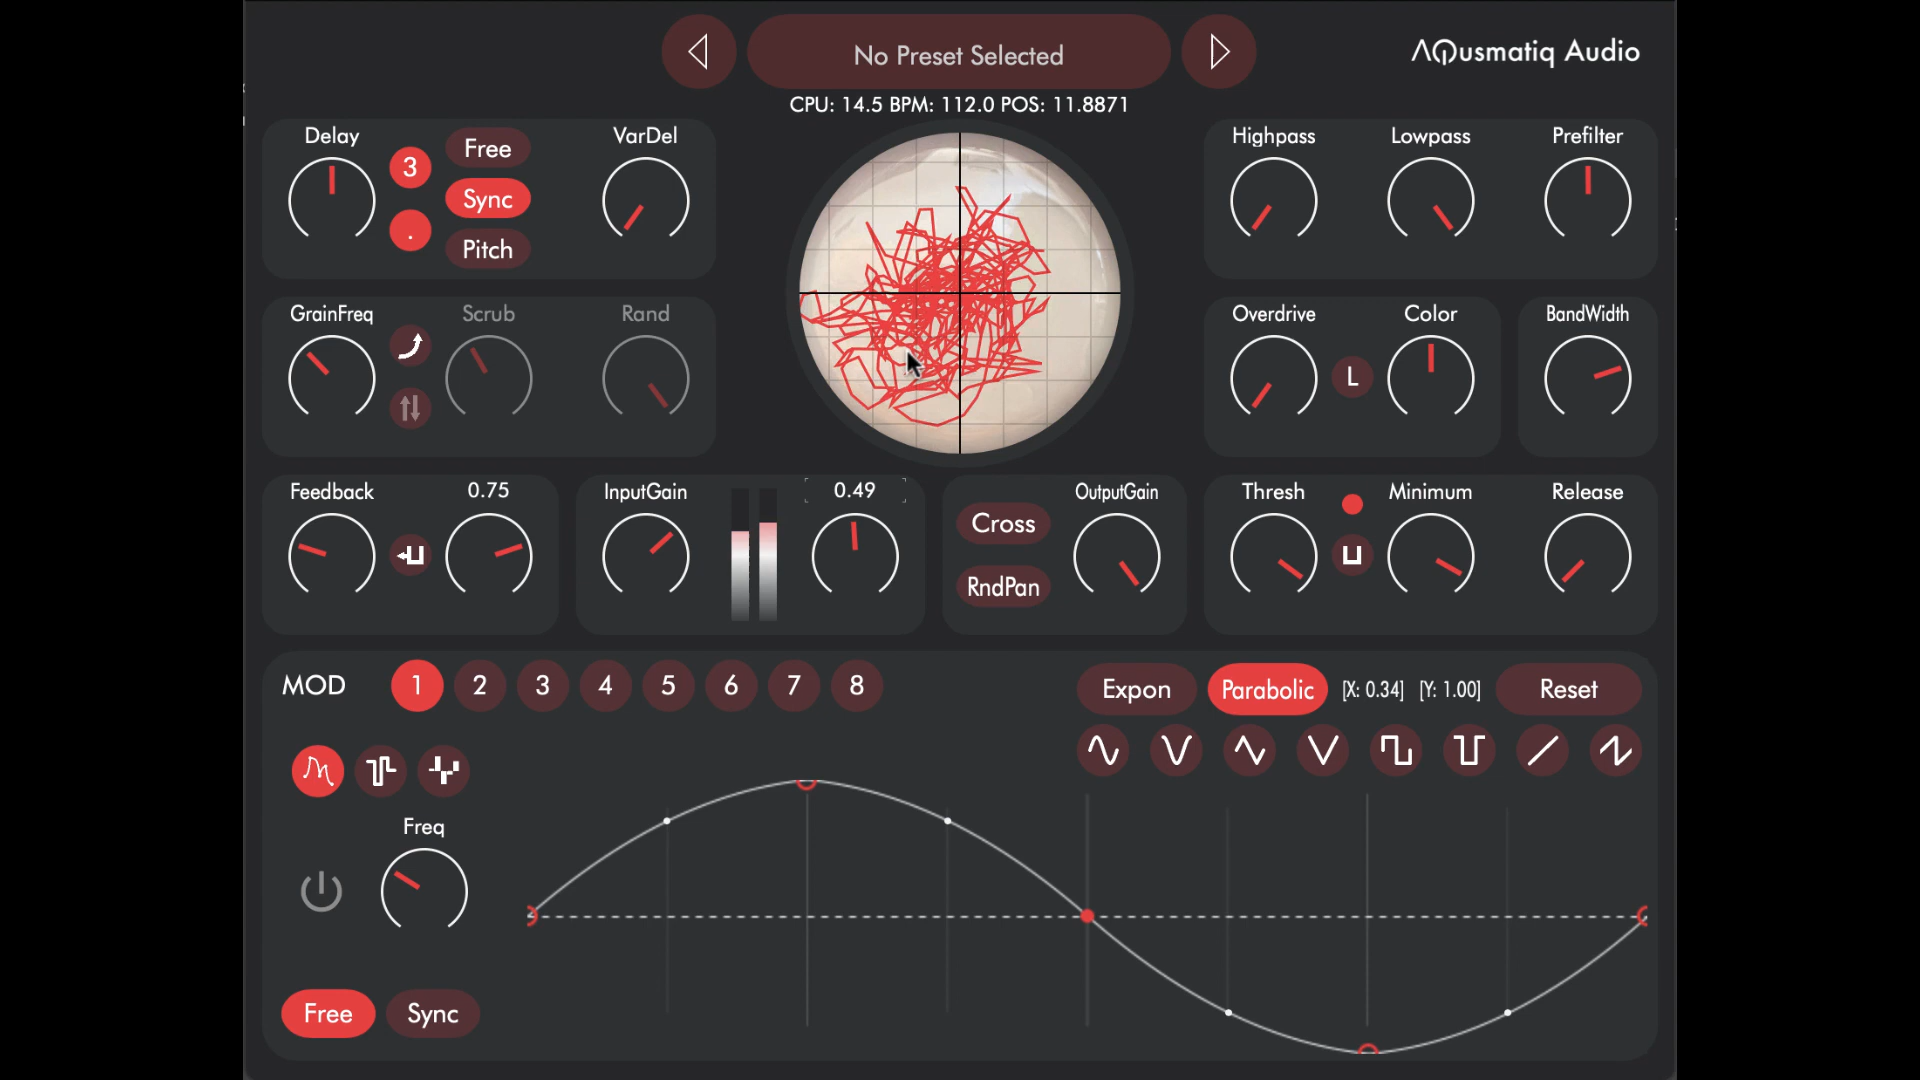 No Preset Selected
ΛQusmatiq Audio
CPU: 14.5 BPM: 112.0 POS: 11.8871
Delay
3
.
Free
Sync
Pitch
VarDel
Highpass
Lowpass
Prefilter
GrainFreq
Scrub
Rand
Overdrive
L
Color
BandWidth
Feedback
0.75
InputGain
0.49
Cross
RndPan
OutputGain
Thresh
Minimum
Release
MOD
1 2 3 4 5 6 7 8
Expon
Parabolic
[X: 0.34] [Y: 1.00]
Reset
Freq
Free
Sync